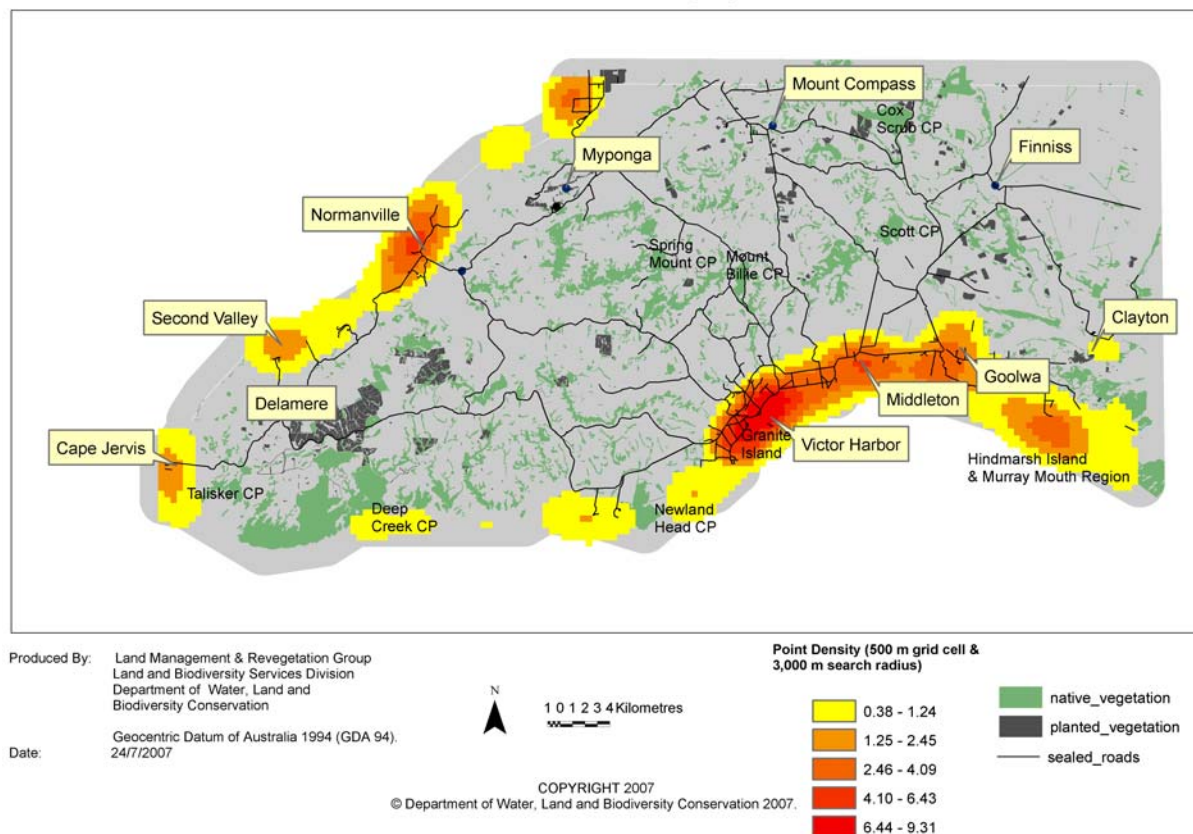 Mount Compass
Cox
Scrub CP
Myponga
Finniss
Normanville
Spring
Mount CP
Mount
Billie CP
Scott CP
Second Valley
Clayton
Delamere
Goolwa
Middleton
Victor Harbor
Granite
Island
Cape Jervis
Talisker CP
Deep
Creek CP
Newland
Head CP
Hindmarsh Island
& Murray Mouth Region
Produced By: Land Management & Revegetation Group
Land and Biodiversity Services Division
Department of Water, Land and
Biodiversity Conservation
Geocentric Datum of Australia 1994 (GDA 94).
Date: 24/7/2007
N
1 0 1 2 3 4 Kilometres
COPYRIGHT 2007
© Department of Water, Land and Biodiversity Conservation 2007.
Point Density (500 m grid cell &
3,000 m search radius)
0.38 - 1.24
1.25 - 2.45
2.46 - 4.09
4.10 - 6.43
6.44 - 9.31
native_vegetation
planted_vegetation
sealed_roads